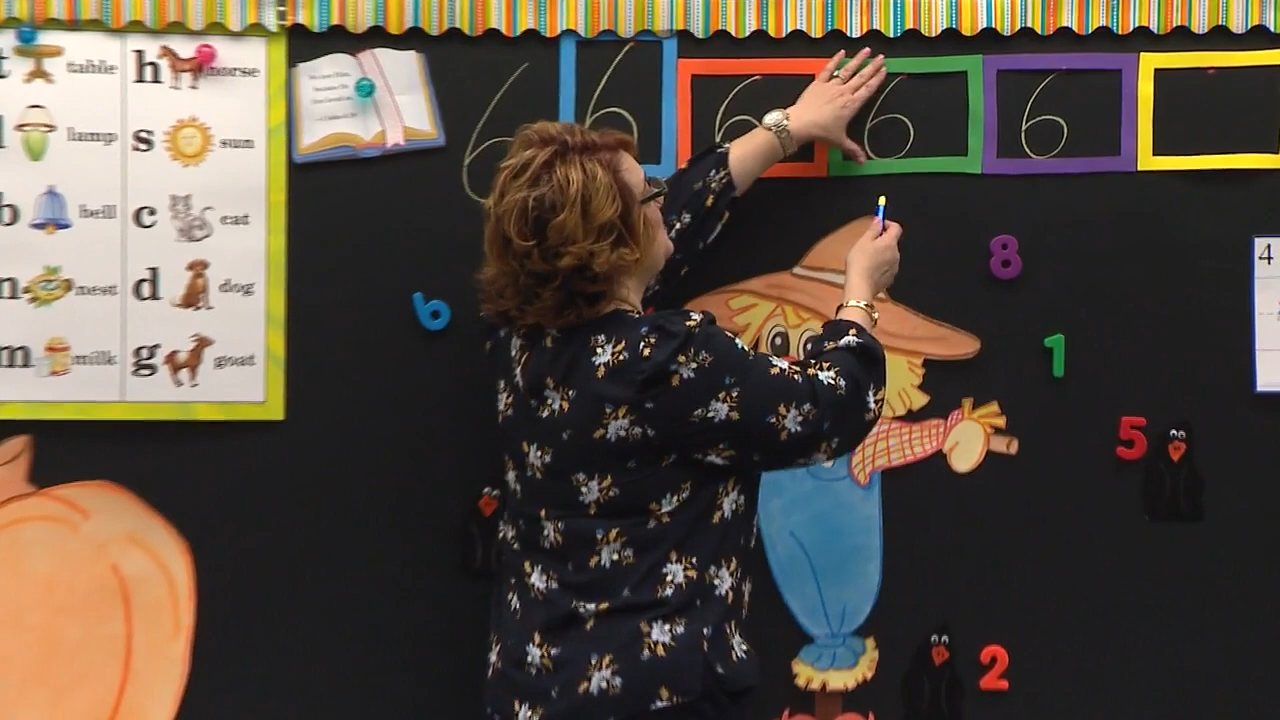 t table h horse
lamp s sun
b bell c cat
n nest d dog
m milk g goat
6 6 6 6 6
8
6
1
5
2
4